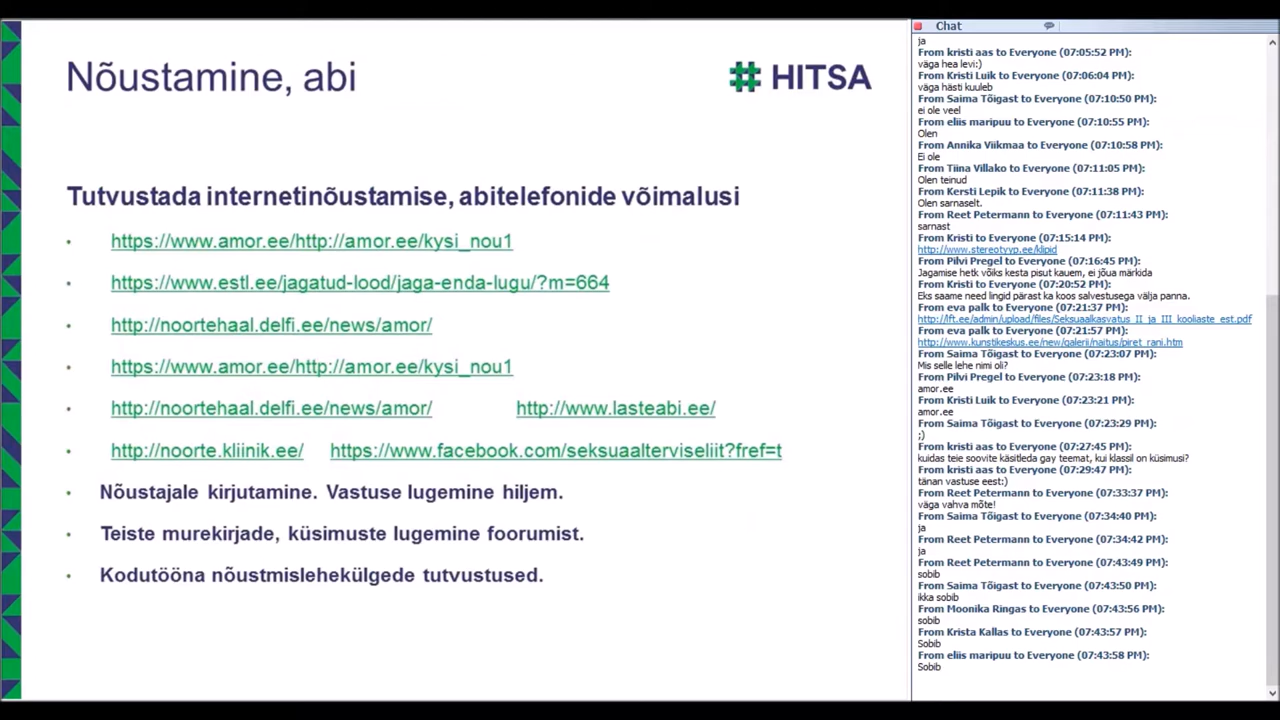 Nõustamine, abi
HITSA
Tutvustada internetinõustamise, abitelefonide võimalusi
• https://www.amor.ee/http://amor.ee/kysi_nou1
• https://www.estl.ee/jagatud-lood/jaga-enda-lugu/?m=664
• http://noortehaal.delfi.ee/news/amor/
• https://www.amor.ee/http://amor.ee/kysi_nou1
• http://noortehaal.delfi.ee/news/amor/ http://www.lasteabi.ee/
• http://noorte.kliinik.ee/ https://www.facebook.com/seksuaalterviseliit?fref=t
• Nõustajale kirjutamine. Vastuse lugemine hiljem.
• Teiste murekirjade, küsimuste lugemine foorumist.
• Kodutööna nõustmislehekülgede tutvustused.
Chat
ja
From kristi aas to Everyone (07:05:52 PM):
väga hea levi:)
From Kristi Luik to Everyone (07:06:04 PM):
väga hästi kuuleb
From Saima Tõigast to Everyone (07:10:50 PM):
ei ole veel
From eliis maripuu to Everyone (07:10:55 PM):
Olen
From Annika Viikmaa to Everyone (07:10:58 PM):
Ei ole
From Tiina Villako to Everyone (07:11:05 PM):
Olen teinud
From Kersti Lepik to Everyone (07:11:38 PM):
Olen sarnaselt.
From Reet Petermann to Everyone (07:11:43 PM):
sarnast
From Kristi to Everyone (07:15:14 PM):
http://www.stereotyyp.ee/klipid
From Pilvi Pregel to Everyone (07:16:45 PM):
Jagamise hetk võiks kesta pisut kauem, ei jõua märkida
From Kristi to Everyone (07:20:52 PM):
Eks saame need lingid pärast ka koos salvestusega välja panna.
From eva palk to Everyone (07:21:37 PM):
http://lft.ee/admin/upload/files/Seksuaalkasvatus_II_ja_III_kooliaste_est.pdf
From eva palk to Everyone (07:21:57 PM):
http://www.kunstikeskus.ee/new/galerii/naitus/piret_rani.htm
From Saima Tõigast to Everyone (07:23:07 PM):
Mis selle lehe nimi oli?
From Pilvi Pregel to Everyone (07:23:18 PM):
amor.ee
From Kristi Luik to Everyone (07:23:21 PM):
amor.ee
From Saima Tõigast to Everyone (07:23:29 PM):
;)
From kristi aas to Everyone (07:27:45 PM):
kuidas teie soovite käsitleda gay teemat, kui klassil on küsimusi?
From kristi aas to Everyone (07:29:47 PM):
tänan vastuse eest:)
From Reet Petermann to Everyone (07:33:37 PM):
väga vahva mõte!
From Saima Tõigast to Everyone (07:34:40 PM):
ja
From Reet Petermann to Everyone (07:34:42 PM):
ja
From Reet Petermann to Everyone (07:43:49 PM):
sobib
From Saima Tõigast to Everyone (07:43:50 PM):
ikka sobib
From Moonika Ringas to Everyone (07:43:56 PM):
sobib
From Krista Kallas to Everyone (07:43:57 PM):
Sobib
From eliis maripuu to Everyone (07:43:58 PM):
Sobib